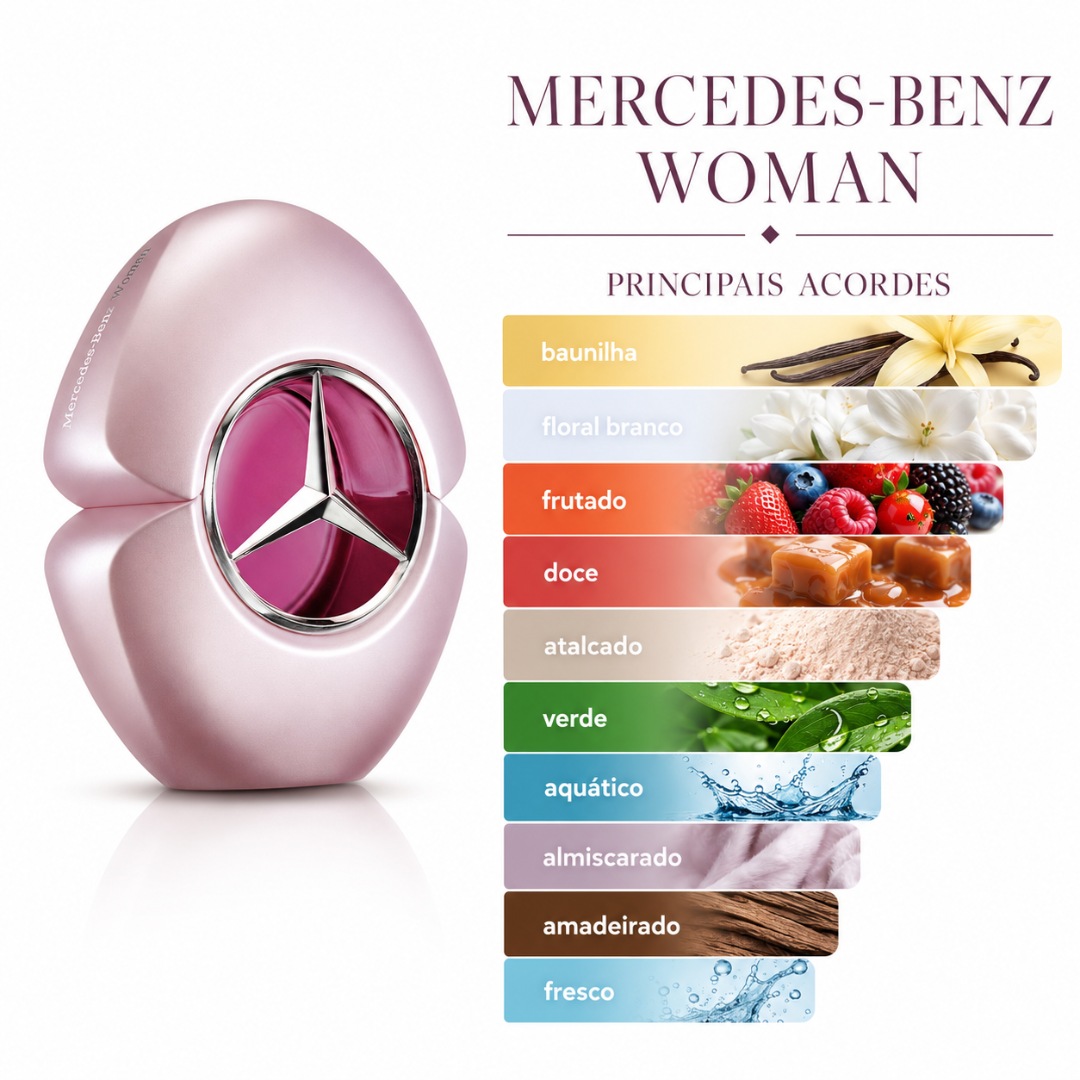 MERCEDES-BENZ
WOMAN
PRINCIPAIS ACORDES
baunilha
floral branco
frutado
doce
atalcado
verde
aquático
almiscarado
amadeirado
fresco
Mercedes-Benz Woman